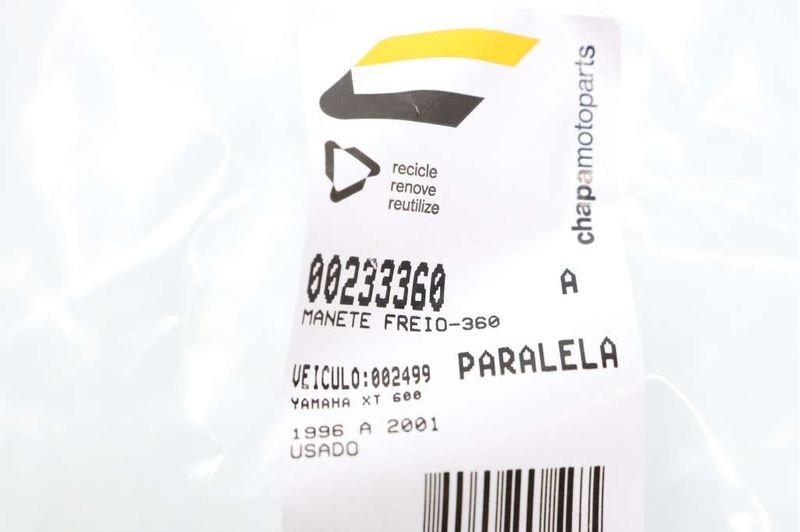 chapamotoparts
recicle
renove
reutilize
00233360 A
MANETE FREIO-360
VEICULO:002499 PARALELA
YAMAHA XT 600
1996 A 2001
USADO